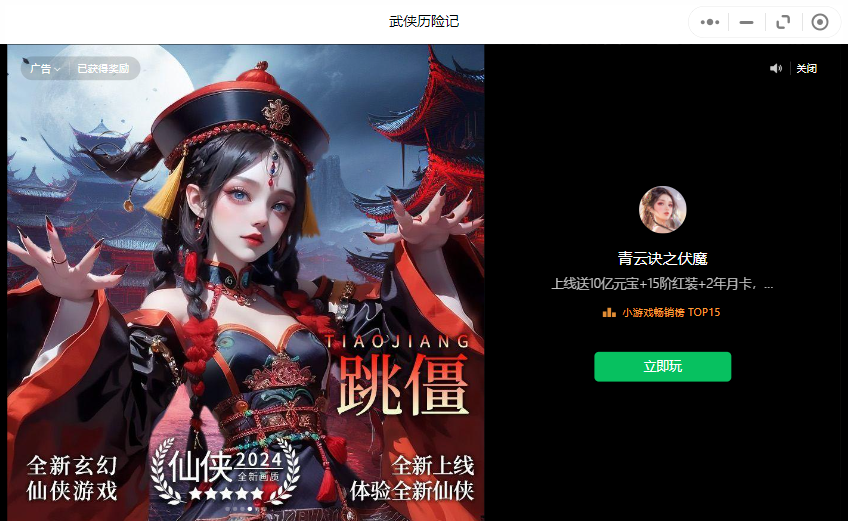 武侠历险记
广告
已获得奖励
关闭
TIAOJIANG
跳僵
全新玄幻
仙侠游戏
仙侠 2024
全新画质
全新上线
体验全新仙侠
青云诀之伏魔
上线送10亿元宝+15阶红装+2年月卡，...
小游戏畅销榜 TOP15
立即玩